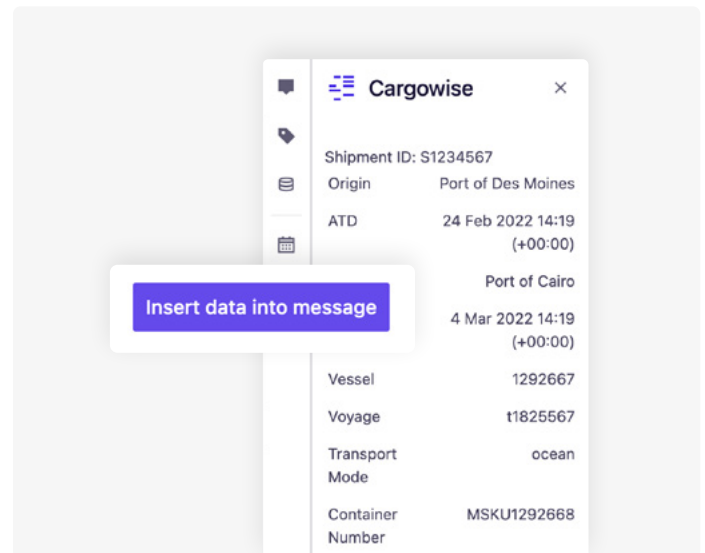 Cargowise
Shipment ID: S1234567
Origin Port of Des Moines
ATD 24 Feb 2022 14:19
(+00:00)
Port of Cairo
Insert data into message
4 Mar 2022 14:19
(+00:00)
Vessel 1292667
Voyage t1825567
Transport ocean
Mode
Container MSKU1292668
Number